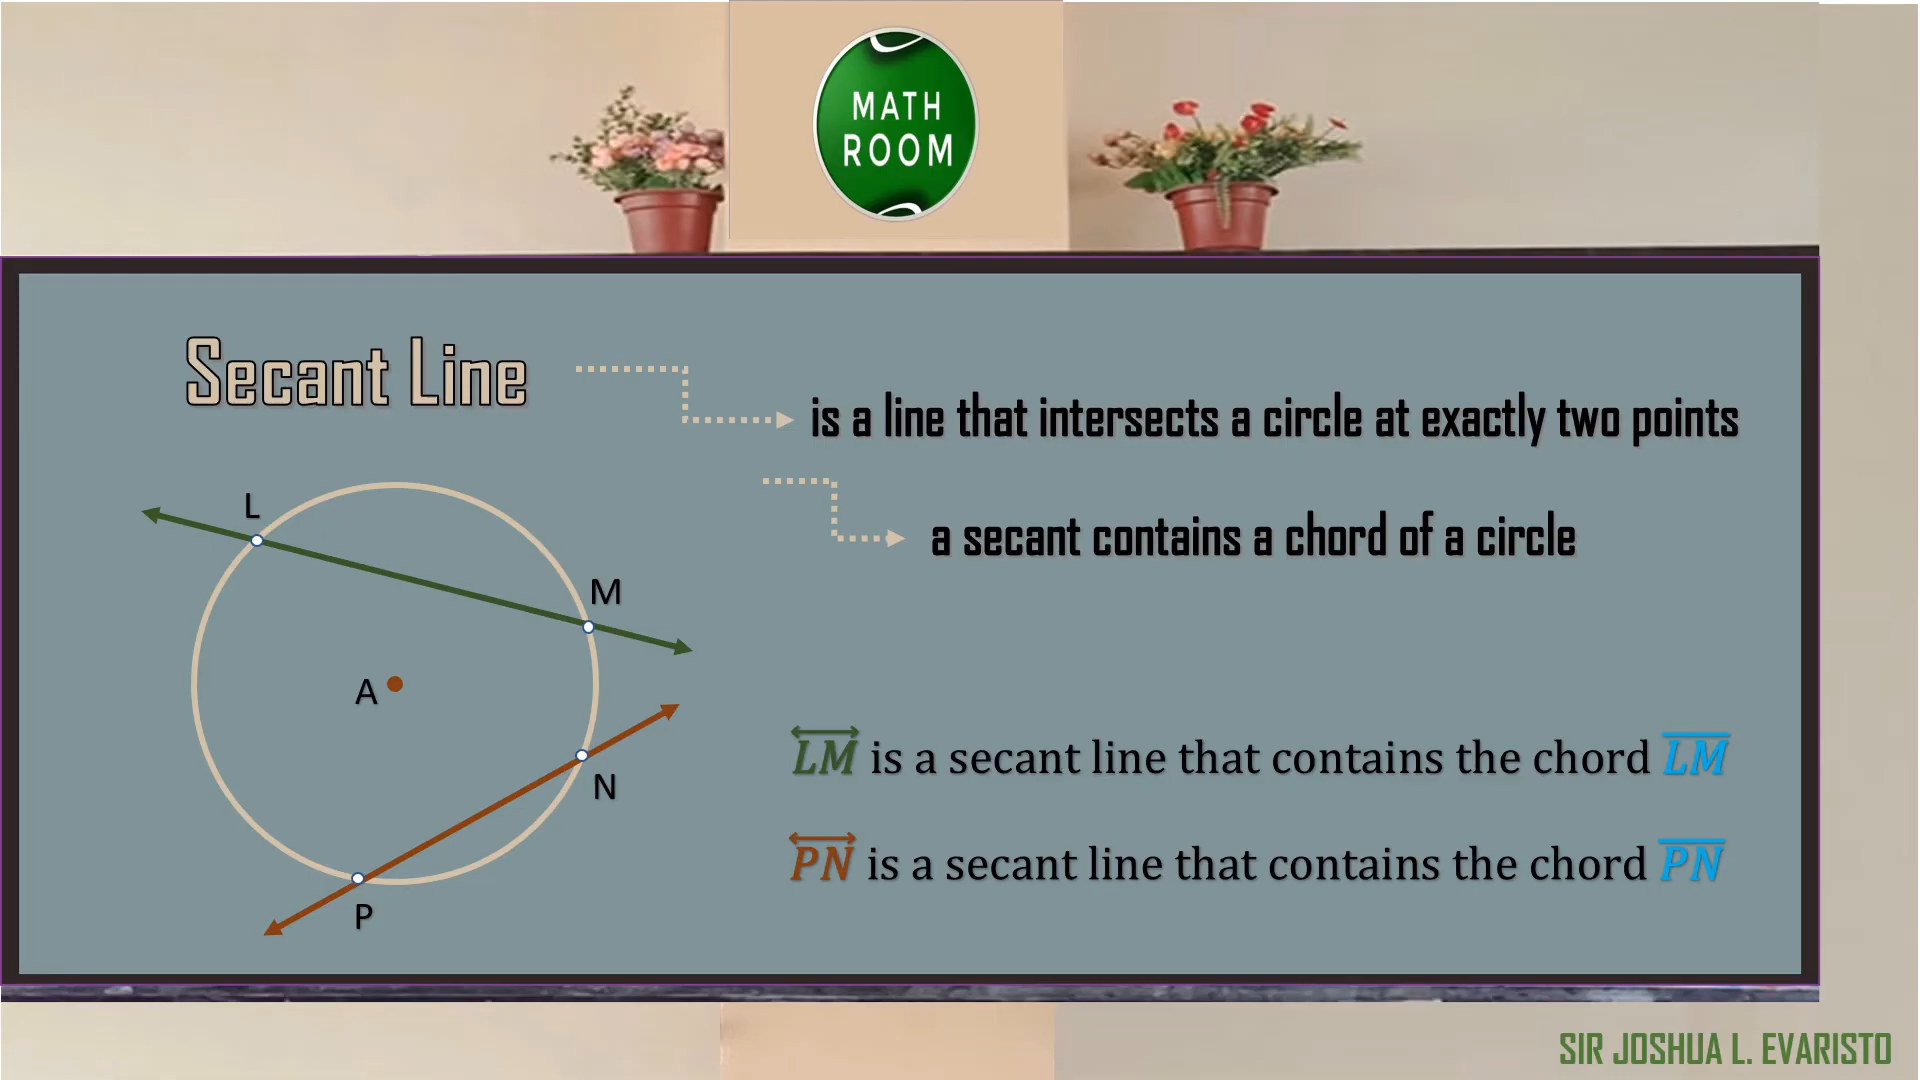 MATH
ROOM
Secant Line
is a line that intersects a circle at exactly two points
a secant contains a chord of a circle
L
M
A
N
P
LM is a secant line that contains the chord LM
PN is a secant line that contains the chord PN
SIR JOSHUA L. EVARISTO